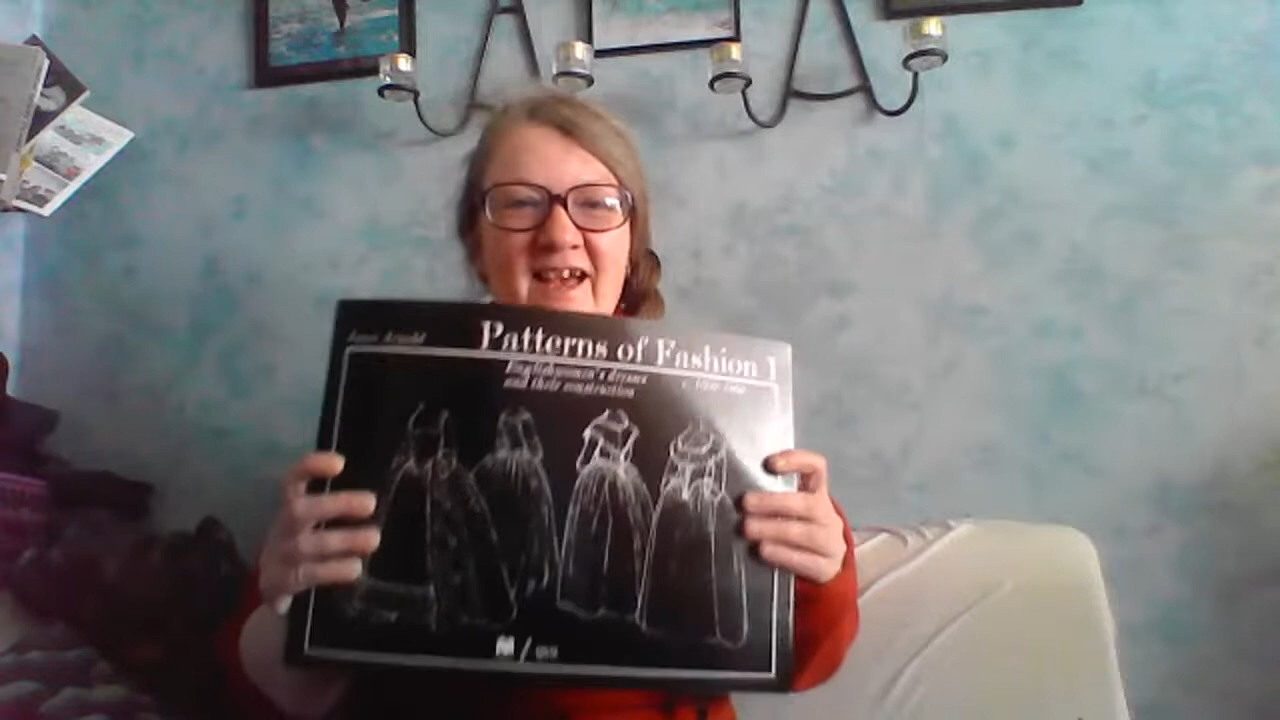 Janet Arnold
Patterns of Fashion 1
Englishwomen's dresses
and their construction